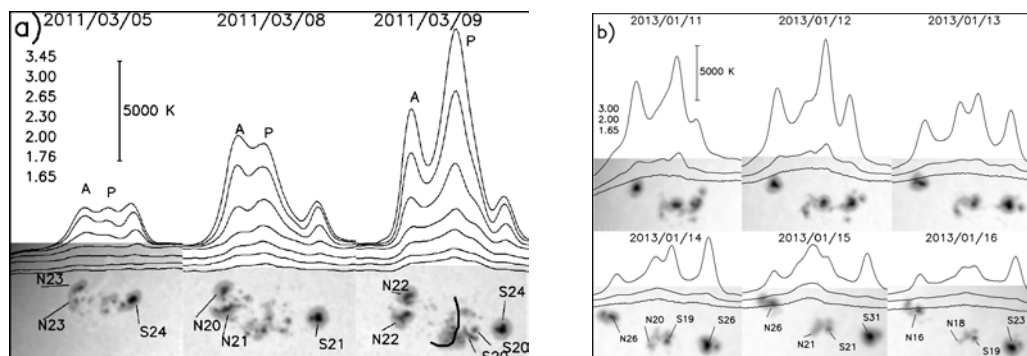 a)
2011/03/05
2011/03/08
2011/03/09
3.45
3.00
2.65
2.30
2.00
1.76
1.65
5000 K
A
P
A
P
A
P
N23
N23
S24
N20
N21
S21
N22
N22
S24
S20
b)
2013/01/11
2013/01/12
2013/01/13
5000 K
3.00
2.00
1.65
2013/01/14
2013/01/15
2013/01/16
N26
N20
S19
S26
N26
N21
S21
S31
N16
N18
S19
S23